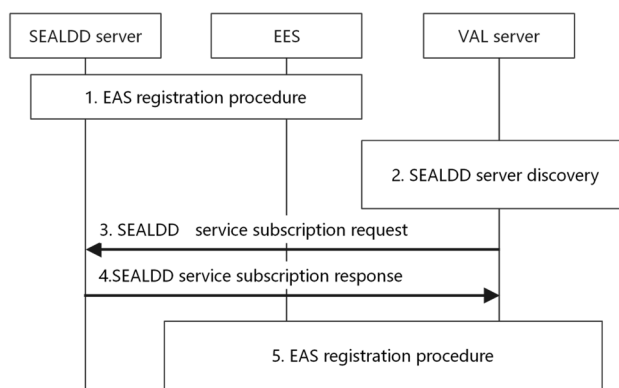 SEALDD server
EES
VAL server
1. EAS registration procedure
2. SEALDD server discovery
3. SEALDD service subscription request
4.SEALDD service subscription response
5. EAS registration procedure